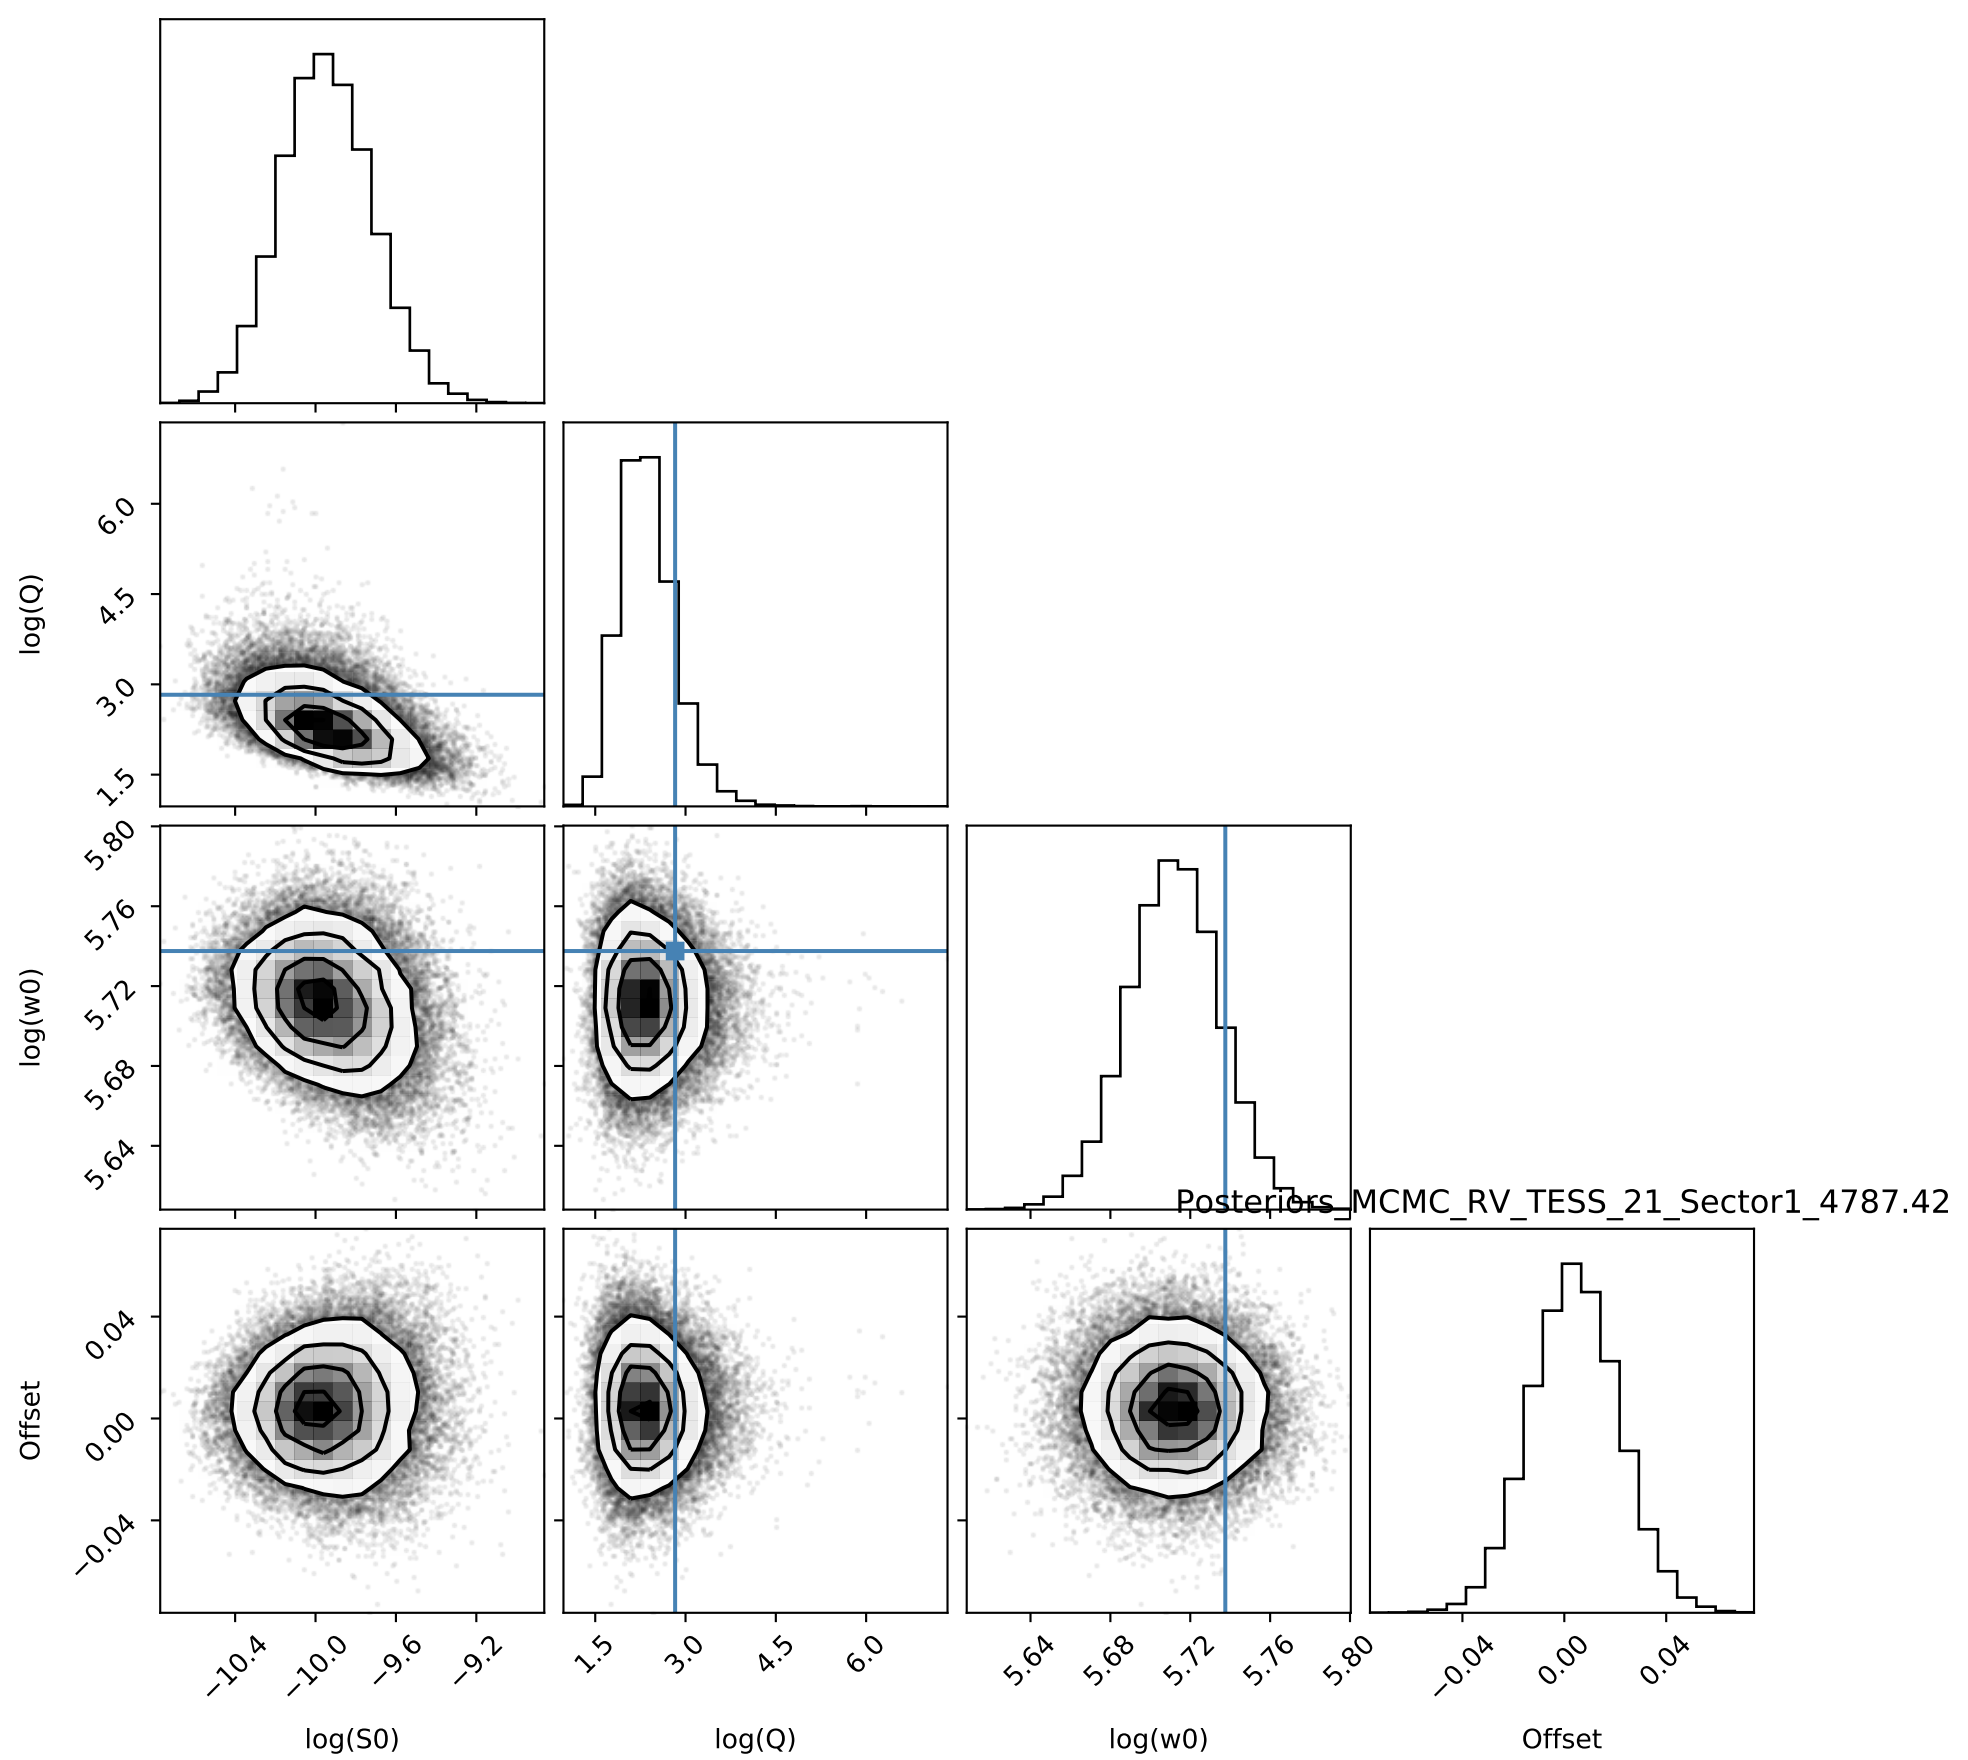 6.0
4.5
3.0
1.5
log(Q)
5.80
5.76
5.72
5.68
5.64
log(w0)
Posteriors_MCMC_RV_TESS_21_Sector1_4787.42
0.04
0.00
−0.04
Offset
−10.4 −10.0 −9.6 −9.2 1.5 3.0 4.5 6.0 5.64 5.68 5.72 5.76 5.80 −0.04 0.00 0.04
log(S0) log(Q) log(w0) Offset